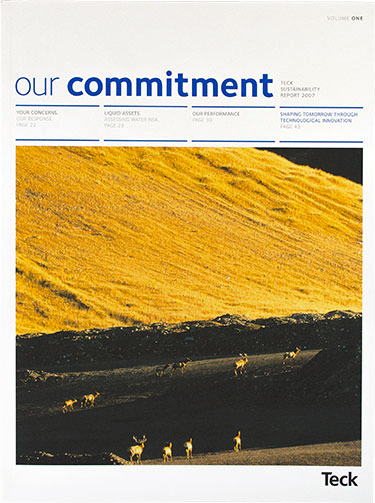 VOLUME ONE
our commitment
TECK
SUSTAINABILITY
REPORT 2007
YOUR CONCERNS.
OUR RESPONSE.
PAGE 22
LIQUID ASSETS.
ASSESSING WATER RISK.
PAGE 28
OUR PERFORMANCE
PAGE 30
SHAPING TOMORROW THROUGH
TECHNOLOGICAL INNOVATION
PAGE 42
Teck